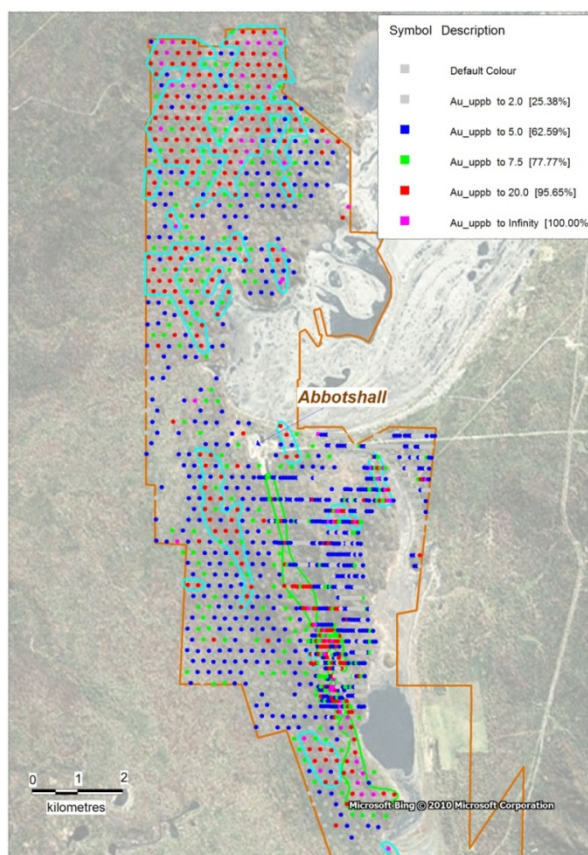 Symbol Description
Default Colour
Au_uppb to 2.0 [25.38%]
Au_uppb to 5.0 [62.59%]
Au_uppb to 7.5 [77.77%]
Au_uppb to 20.0 [95.65%]
Au_uppb to Infinity [100.00%
Abbotshall
0 1 2
kilometres
Microsoft Bing © 2010 Microsoft Corporation